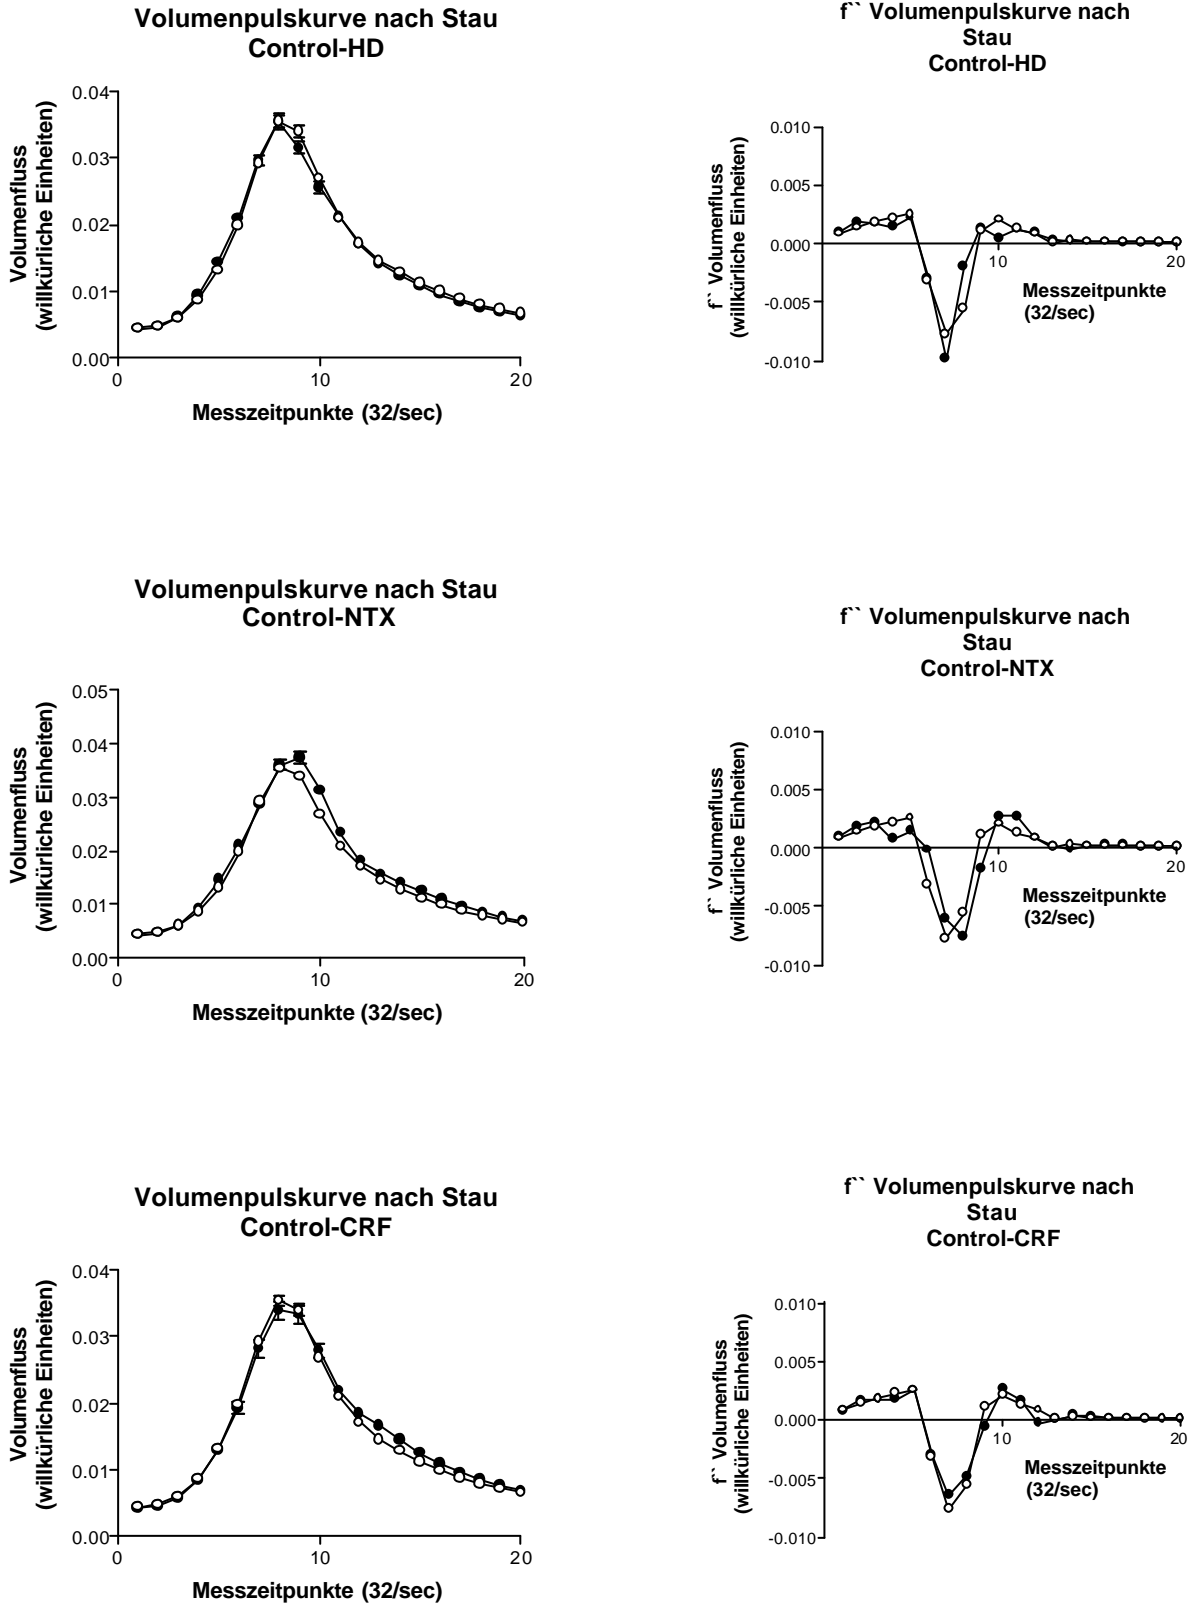 Volumenpulskurve nach Stau
Control-HD
0.04
0.03
0.02
0.01
0.00
0
10
20
Volumenfluss
(willkürliche Einheiten)
Messzeitpunkte (32/sec)
f`` Volumenpulskurve nach
Stau
Control-HD
0.010
0.005
0.000
-0.005
-0.010
10
20
f`` Volumenfluss
(willkürliche Einheiten)
Messzeitpunkte
(32/sec)
Volumenpulskurve nach Stau
Control-NTX
0.05
0.04
0.03
0.02
0.01
0.00
0
10
20
Volumenfluss
(willkürliche Einheiten)
Messzeitpunkte (32/sec)
f`` Volumenpulskurve nach
Stau
Control-NTX
0.010
0.005
0.000
-0.005
-0.010
10
20
f`` Volumenfluss
(willkürliche Einheiten)
Messzeitpunkte
(32/sec)
Volumenpulskurve nach Stau
Control-CRF
0.04
0.03
0.02
0.01
0.00
0
10
20
Volumenfluss
(willkürliche Einheiten)
Messzeitpunkte (32/sec)
f`` Volumenpulskurve nach
Stau
Control-CRF
0.010
0.005
0.000
-0.005
-0.010
10
20
f`` Volumenfluss
(willkürliche Einheiten)
Messzeitpunkte
(32/sec)